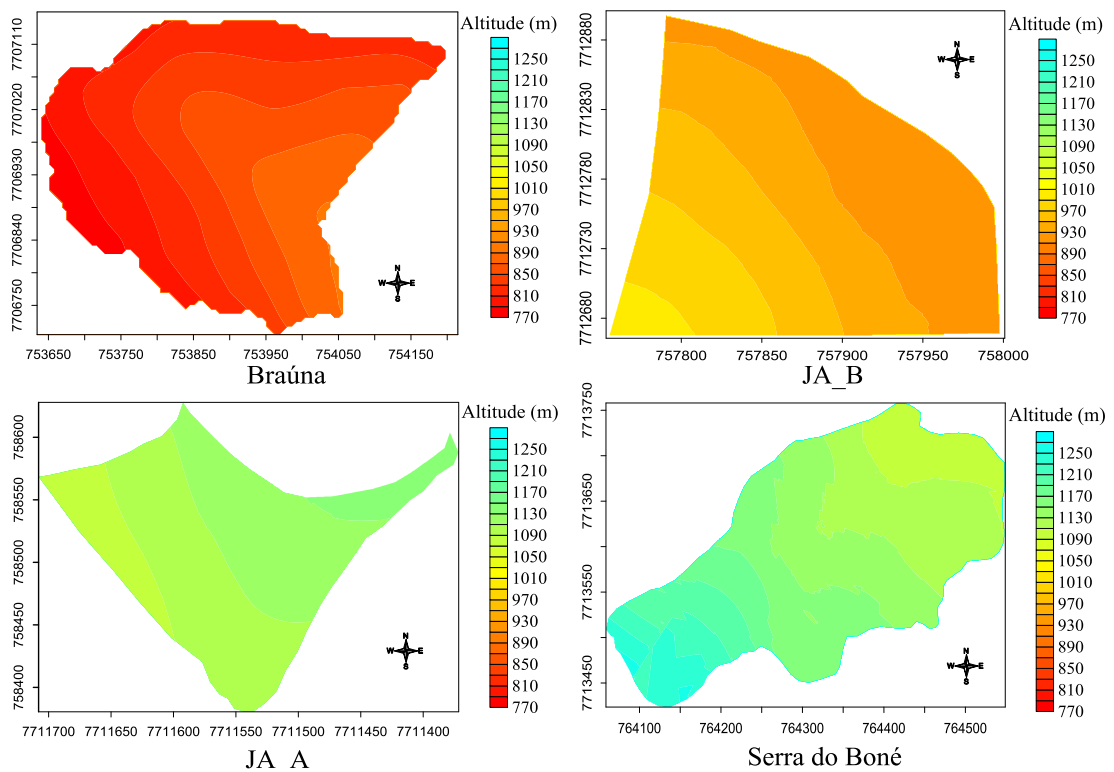 Altitude (m)
1250
1210
1170
1130
1090
1050
1010
970
930
890
850
810
770
7707110
7707020
7706930
7706840
7706750
N
W E
S
753650 753750 753850 753950 754050 754150
Braúna
Altitude (m)
1250
1210
1170
1130
1090
1050
1010
970
930
890
850
810
770
7712880
7712830
7712780
7712730
7712680
N
W E
S
757800 757850 757900 757950 758000
JA_B
Altitude (m)
1250
1210
1170
1130
1090
1050
1010
970
930
890
850
810
770
758600
758550
758500
758450
758400
N
W E
S
7711700 7711650 7711600 7711550 7711500 7711450 7711400
JA_A
Altitude (m)
1250
1210
1170
1130
1090
1050
1010
970
930
890
850
810
770
7713750
7713650
7713550
7713450
N
W E
S
764100 764200 764300 764400 764500
Serra do Boné